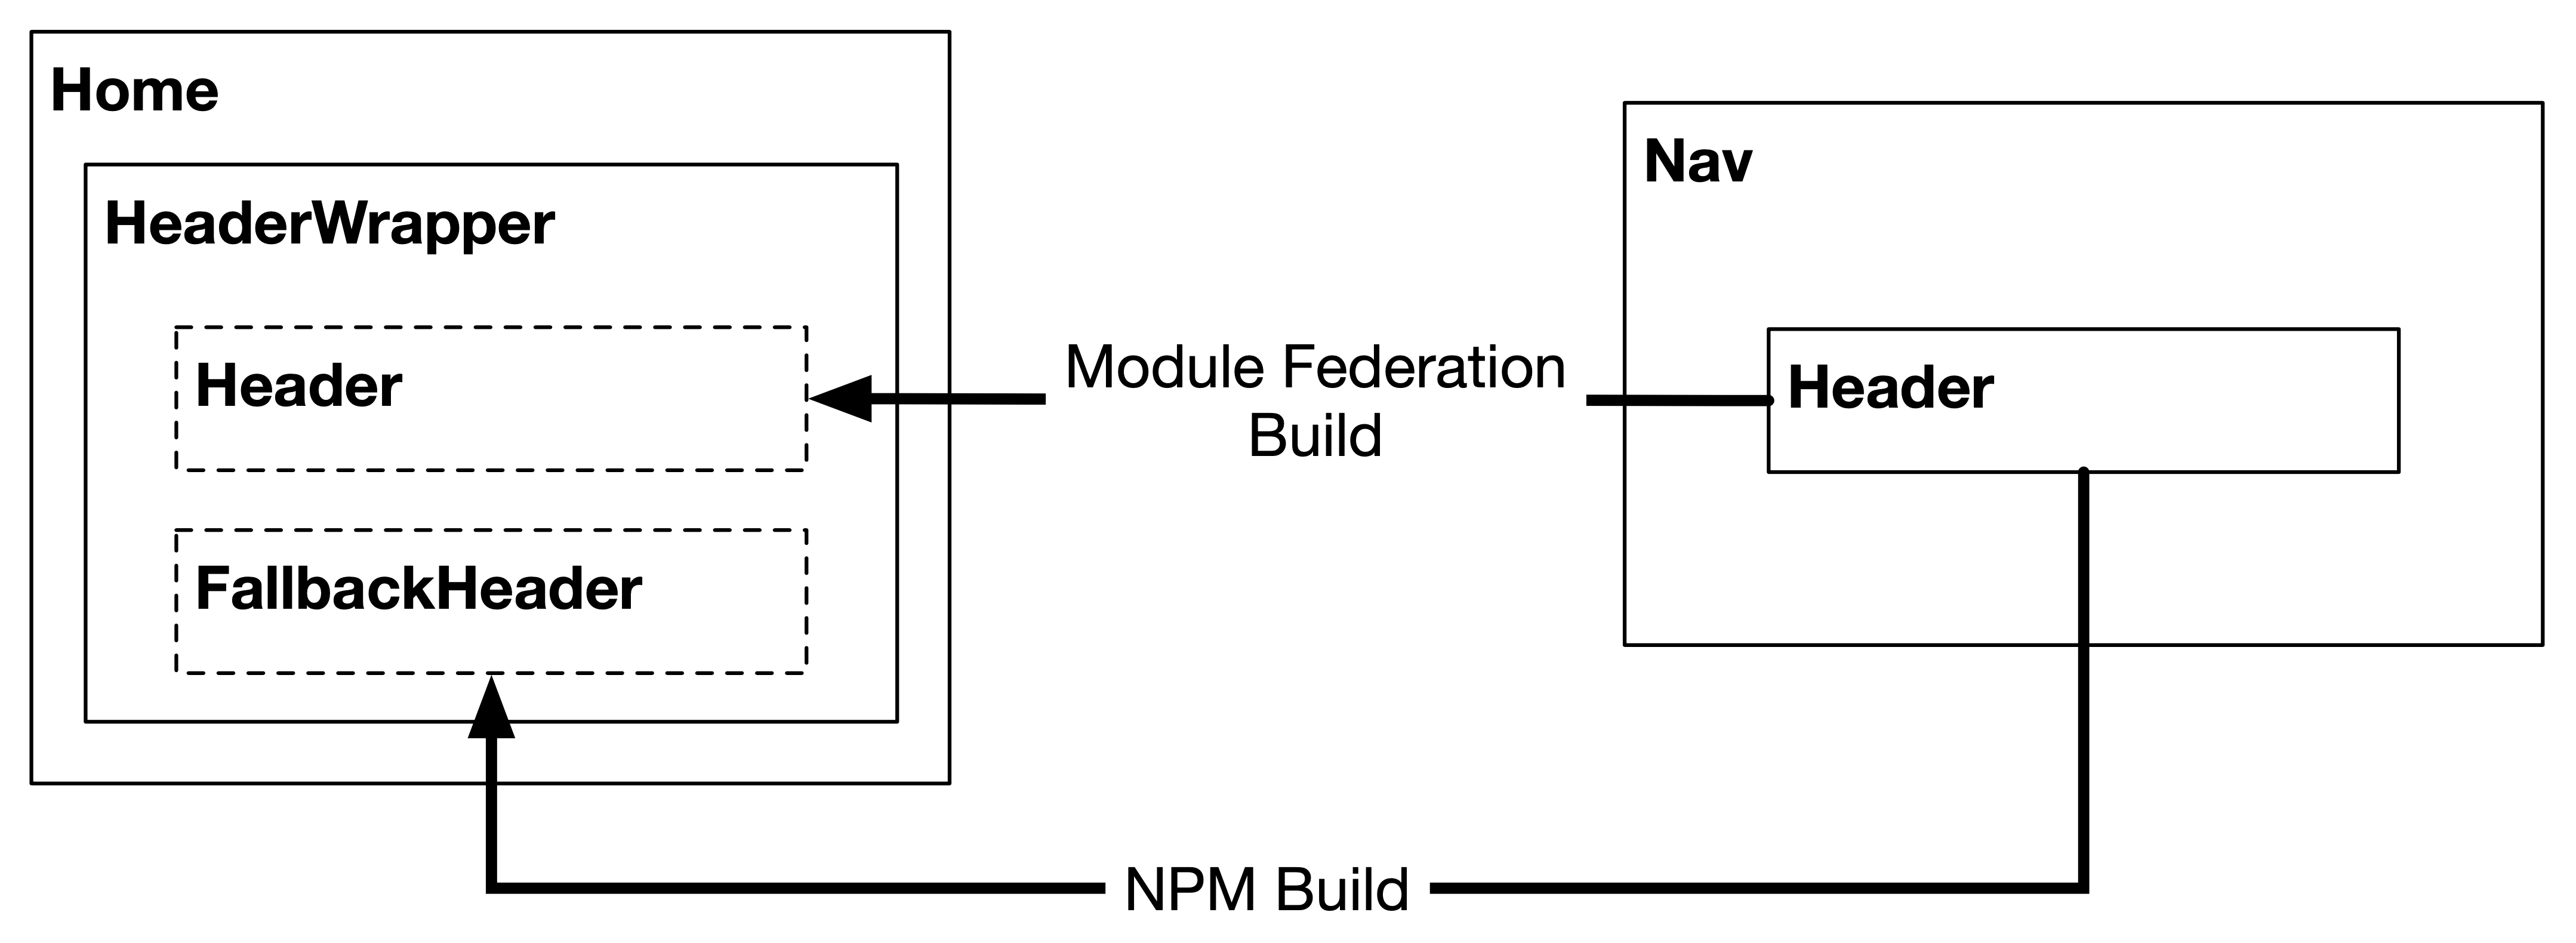 Home
HeaderWrapper
Header
FallbackHeader
Module Federation
Build
Nav
Header
NPM Build